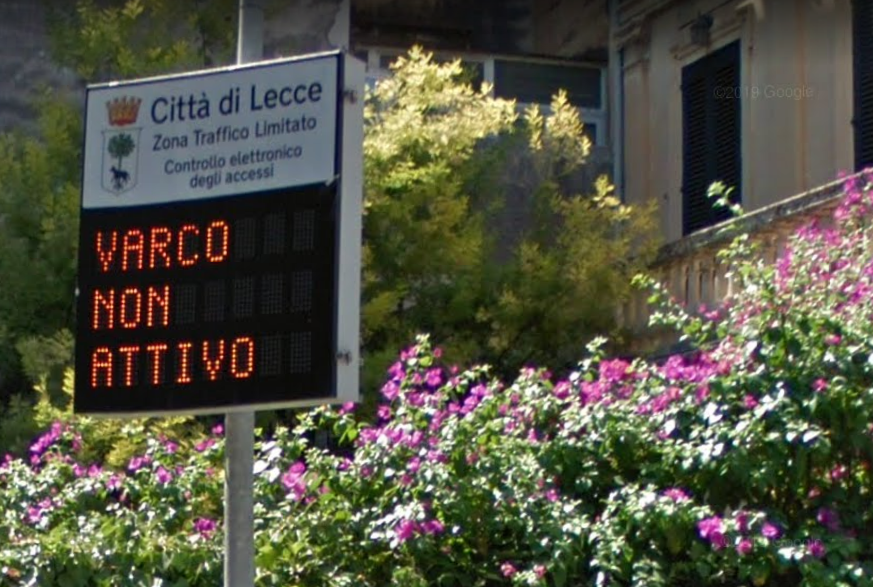 Città di Lecce
Zona Traffico Limitato
Controllo elettronico
degli accessi
VARCO
NON
ATTIVO
©2019 Google